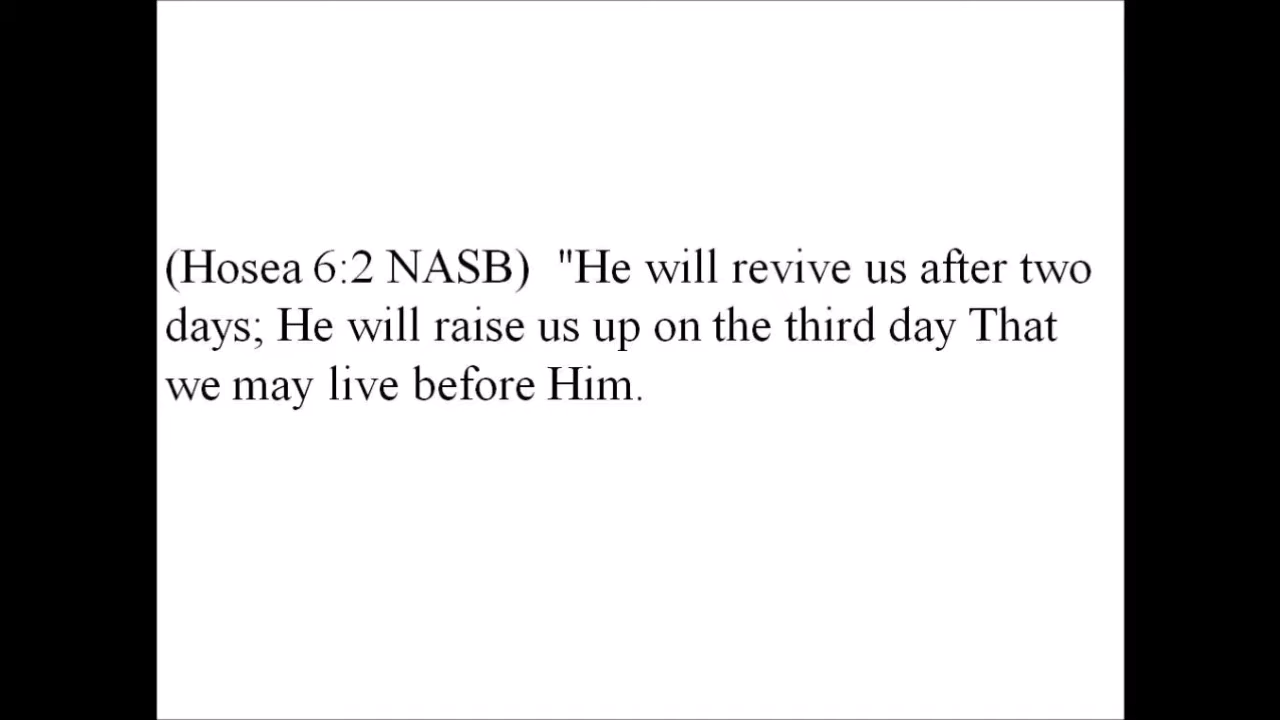 (Hosea 6:2 NASB)  "He will revive us after two
days; He will raise us up on the third day That
we may live before Him.